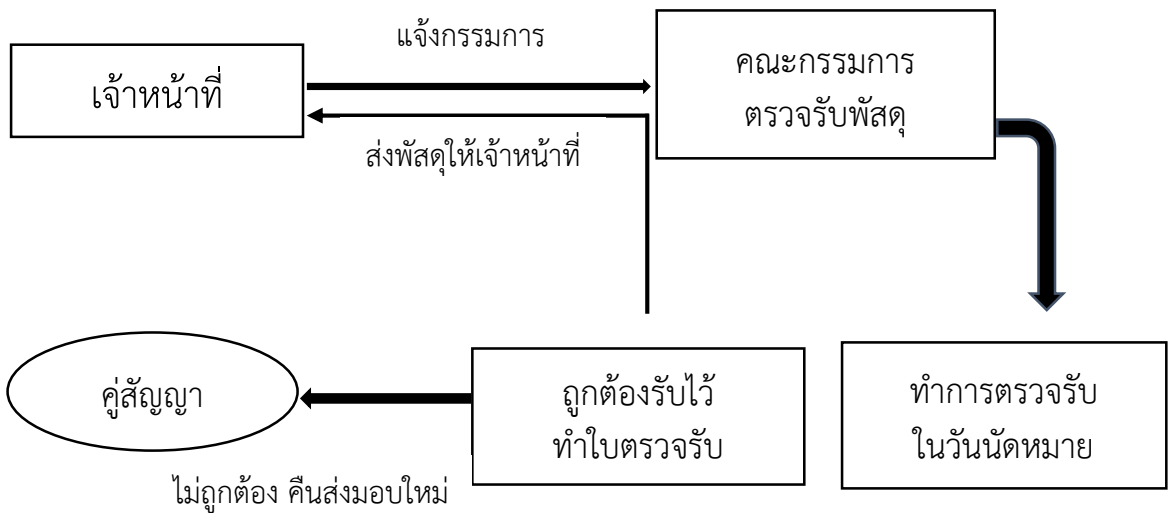 แจ้งกรรมการ
เจ้าหน้าที่
คณะกรรมการ
ตรวจรับพัสดุ
ส่งพัสดุให้เจ้าหน้าที่
คู่สัญญา
ถูกต้องรับไว้
ทำใบตรวจรับ
ทำการตรวจรับ
ในวันนัดหมาย
ไม่ถูกต้อง คืนส่งมอบใหม่